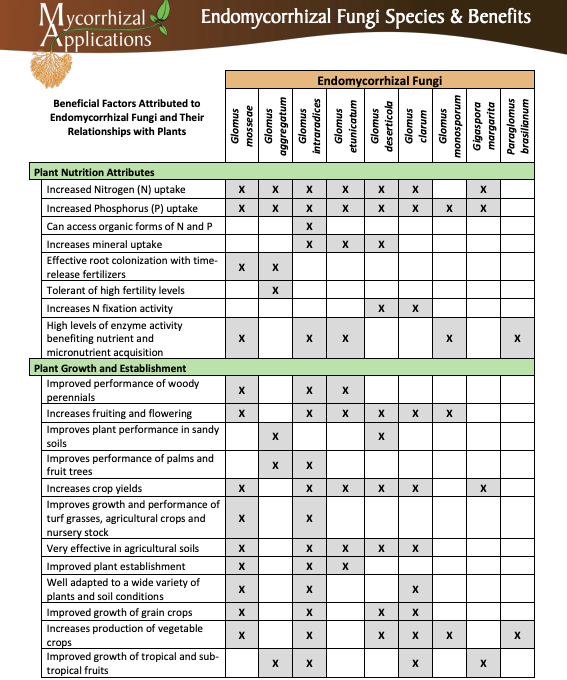 Mycorrhizal
Applications
Endomycorrhizal Fungi Species & Benefits
Endomycorrhizal Fungi
Beneficial Factors Attributed to
Endomycorrhizal Fungi and Their
Relationships with Plants
Glomus
mosseae
Glomus
aggregatum
Glomus
intraradices
Glomus
etunicatum
Glomus
deserticola
Glomus
clarum
Glomus
monosporum
Gigaspora
margarita
Paraglomus
brasilianum
Plant Nutrition Attributes
Increased Nitrogen (N) uptake X X X X X X X
Increased Phosphorus (P) uptake X X X X X X X X
Can access organic forms of N and P X
Increases mineral uptake X X X
Effective root colonization with time-
release fertilizers X X
Tolerant of high fertility levels X
Increases N fixation activity X X
High levels of enzyme activity
benefiting nutrient and
micronutrient acquisition X X X X X
Plant Growth and Establishment
Improved performance of woody
perennials X X X
Increases fruiting and flowering X X X X X X
Improves plant performance in sandy
soils X X
Improves performance of palms and
fruit trees X X
Increases crop yields X X X X X X
Improves growth and performance of
turf grasses, agricultural crops and
nursery stock X X
Very effective in agricultural soils X X X X X
Improved plant establishment X X X
Well adapted to a wide variety of
plants and soil conditions X X X
Improved growth of grain crops X X X X
Increases production of vegetable
crops X X X X X X
Improved growth of tropical and sub-
tropical fruits X X X X